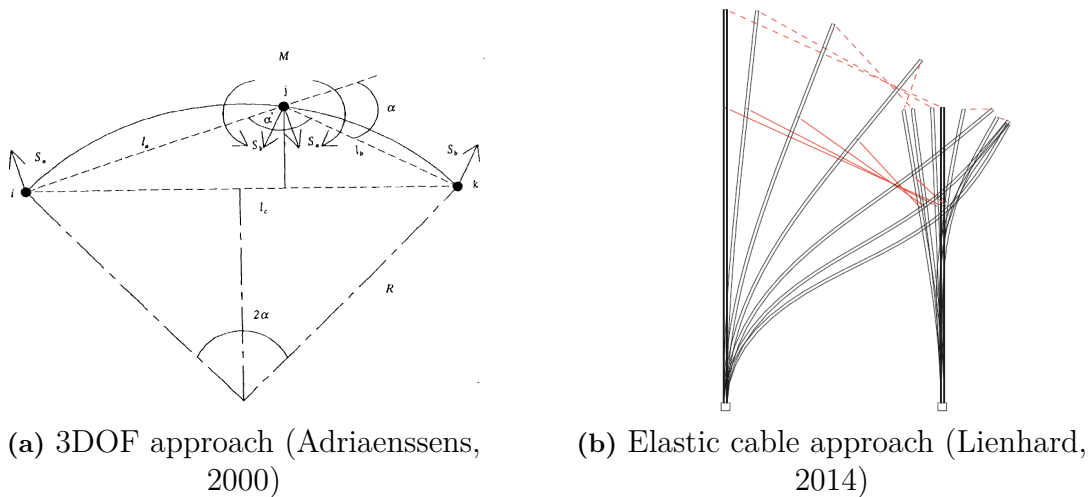 M
j
α
α'
S_a
l_a
S_b
S_a
l_b
S_b
i
k
l_c
R
2α
(a) 3DOF approach (Adriaenssens,
2000)
(b) Elastic cable approach (Lienhard,
2014)